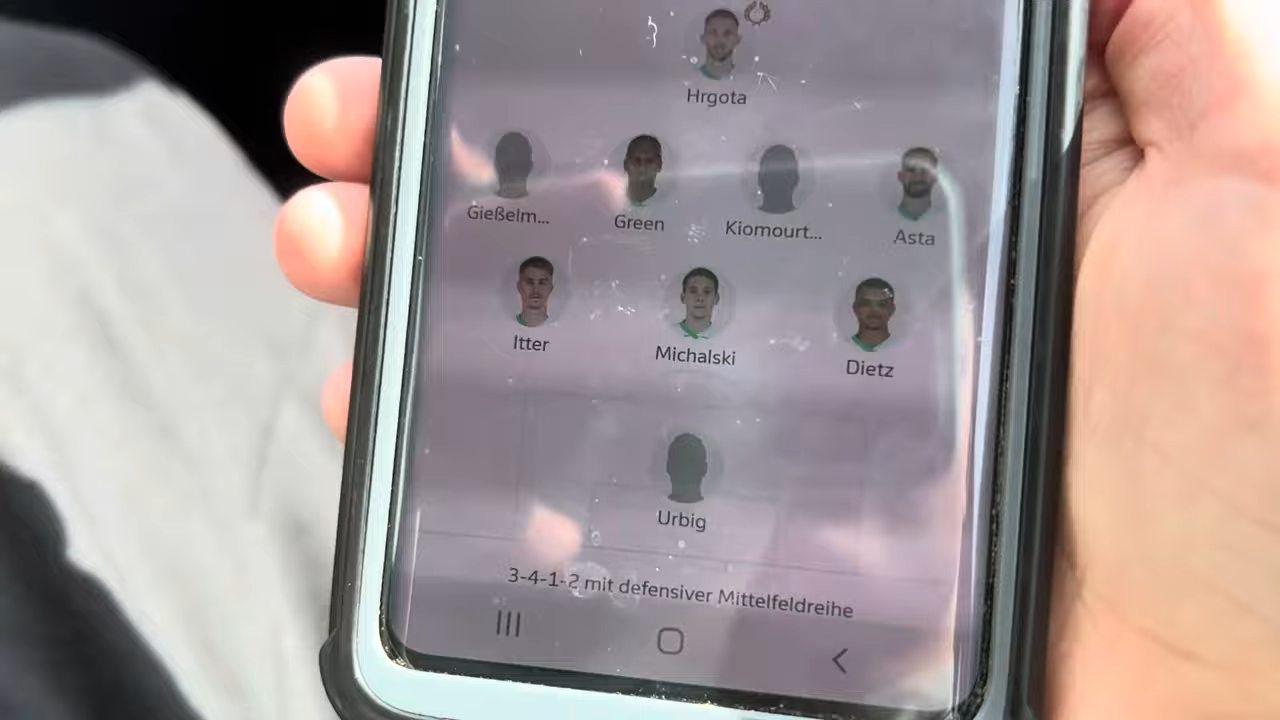 Hrgota
Gießelm... Green Kiomourt... Asta
Itter Michalski Dietz
Urbig
3-4-1-2 mit defensiver Mittelfeldreihe